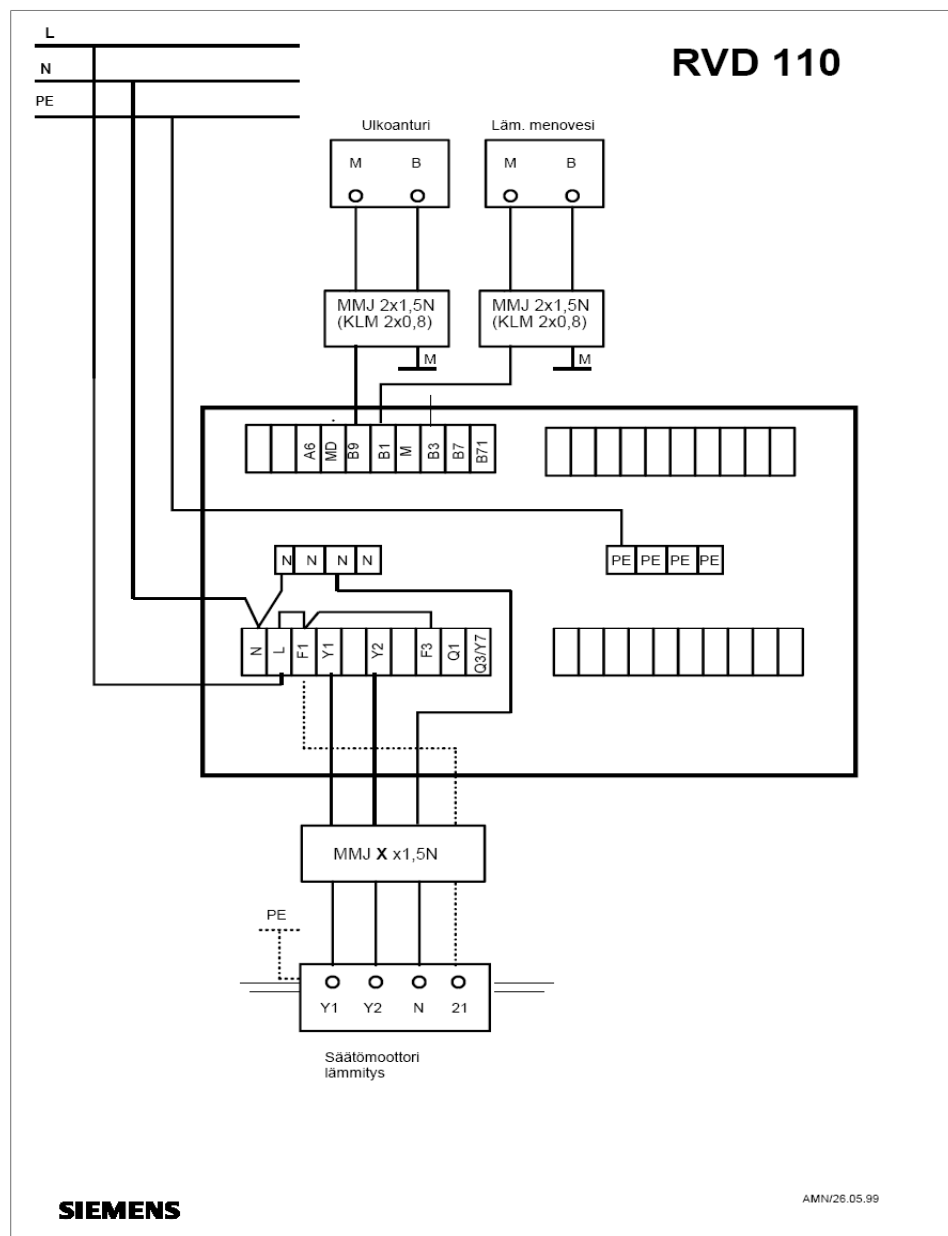 L
RVD 110
N
PE
Ulkoanturi
Läm. menovesi
M B
M B
MMJ 2x1,5N
(KLM 2x0,8)
MMJ 2x1,5N
(KLM 2x0,8)
M
M
A6 MD B9 B1 M B3 B7 B71
N N N N
PE PE PE PE
N L F1 Y1 Y2 F3 Q1 Q3/Y7
MMJ X x1,5N
PE
Y1 Y2 N 21
Säätömoottori
lämmitys
SIEMENS
AMN/26.05.99